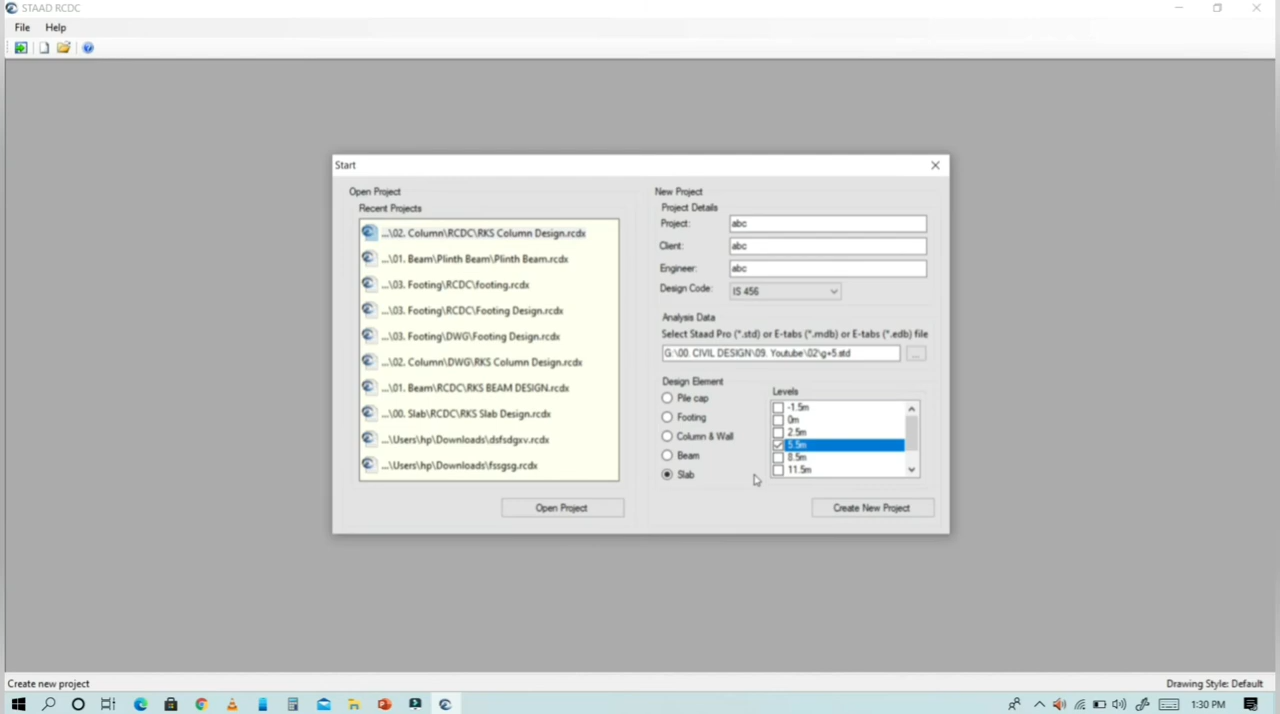 STAAD RCDC
File Help
Start
Open Project
Recent Projects
...\02. Column\RCDC\RKS Column Design.rcdx
...\01. Beam\Plinth Beam\Plinth Beam.rcdx
...\03. Footing\RCDC\footing.rcdx
...\03. Footing\RCDC\Footing Design.rcdx
...\03. Footing\DWG\Footing Design.rcdx
...\02. Column\DWG\RKS Column Design.rcdx
...\01. Beam\RCDC\RKS BEAM DESIGN.rcdx
...\00. Slab\RCDC\RKS Slab Design.rcdx
...\Users\hp\Downloads\dsfsdgxv.rcdx
...\Users\hp\Downloads\fssgsg.rcdx
Open Project
New Project
Project Details
Project: abc
Client: abc
Engineer: abc
Design Code: IS 456
Analysis Data
Select Staad Pro (*.std) or E-tabs (*.mdb) or E-tabs (*.edb) file
G:\00. CIVIL DESIGN\09. Youtube\02\g+5.std ...
Design Element
Pile cap
Footing
Column & Wall
Beam
Slab
Levels
-1.5m
0m
2.5m
5.5m
8.5m
11.5m
Create New Project
Create new project
Drawing Style: Default
1:30 PM